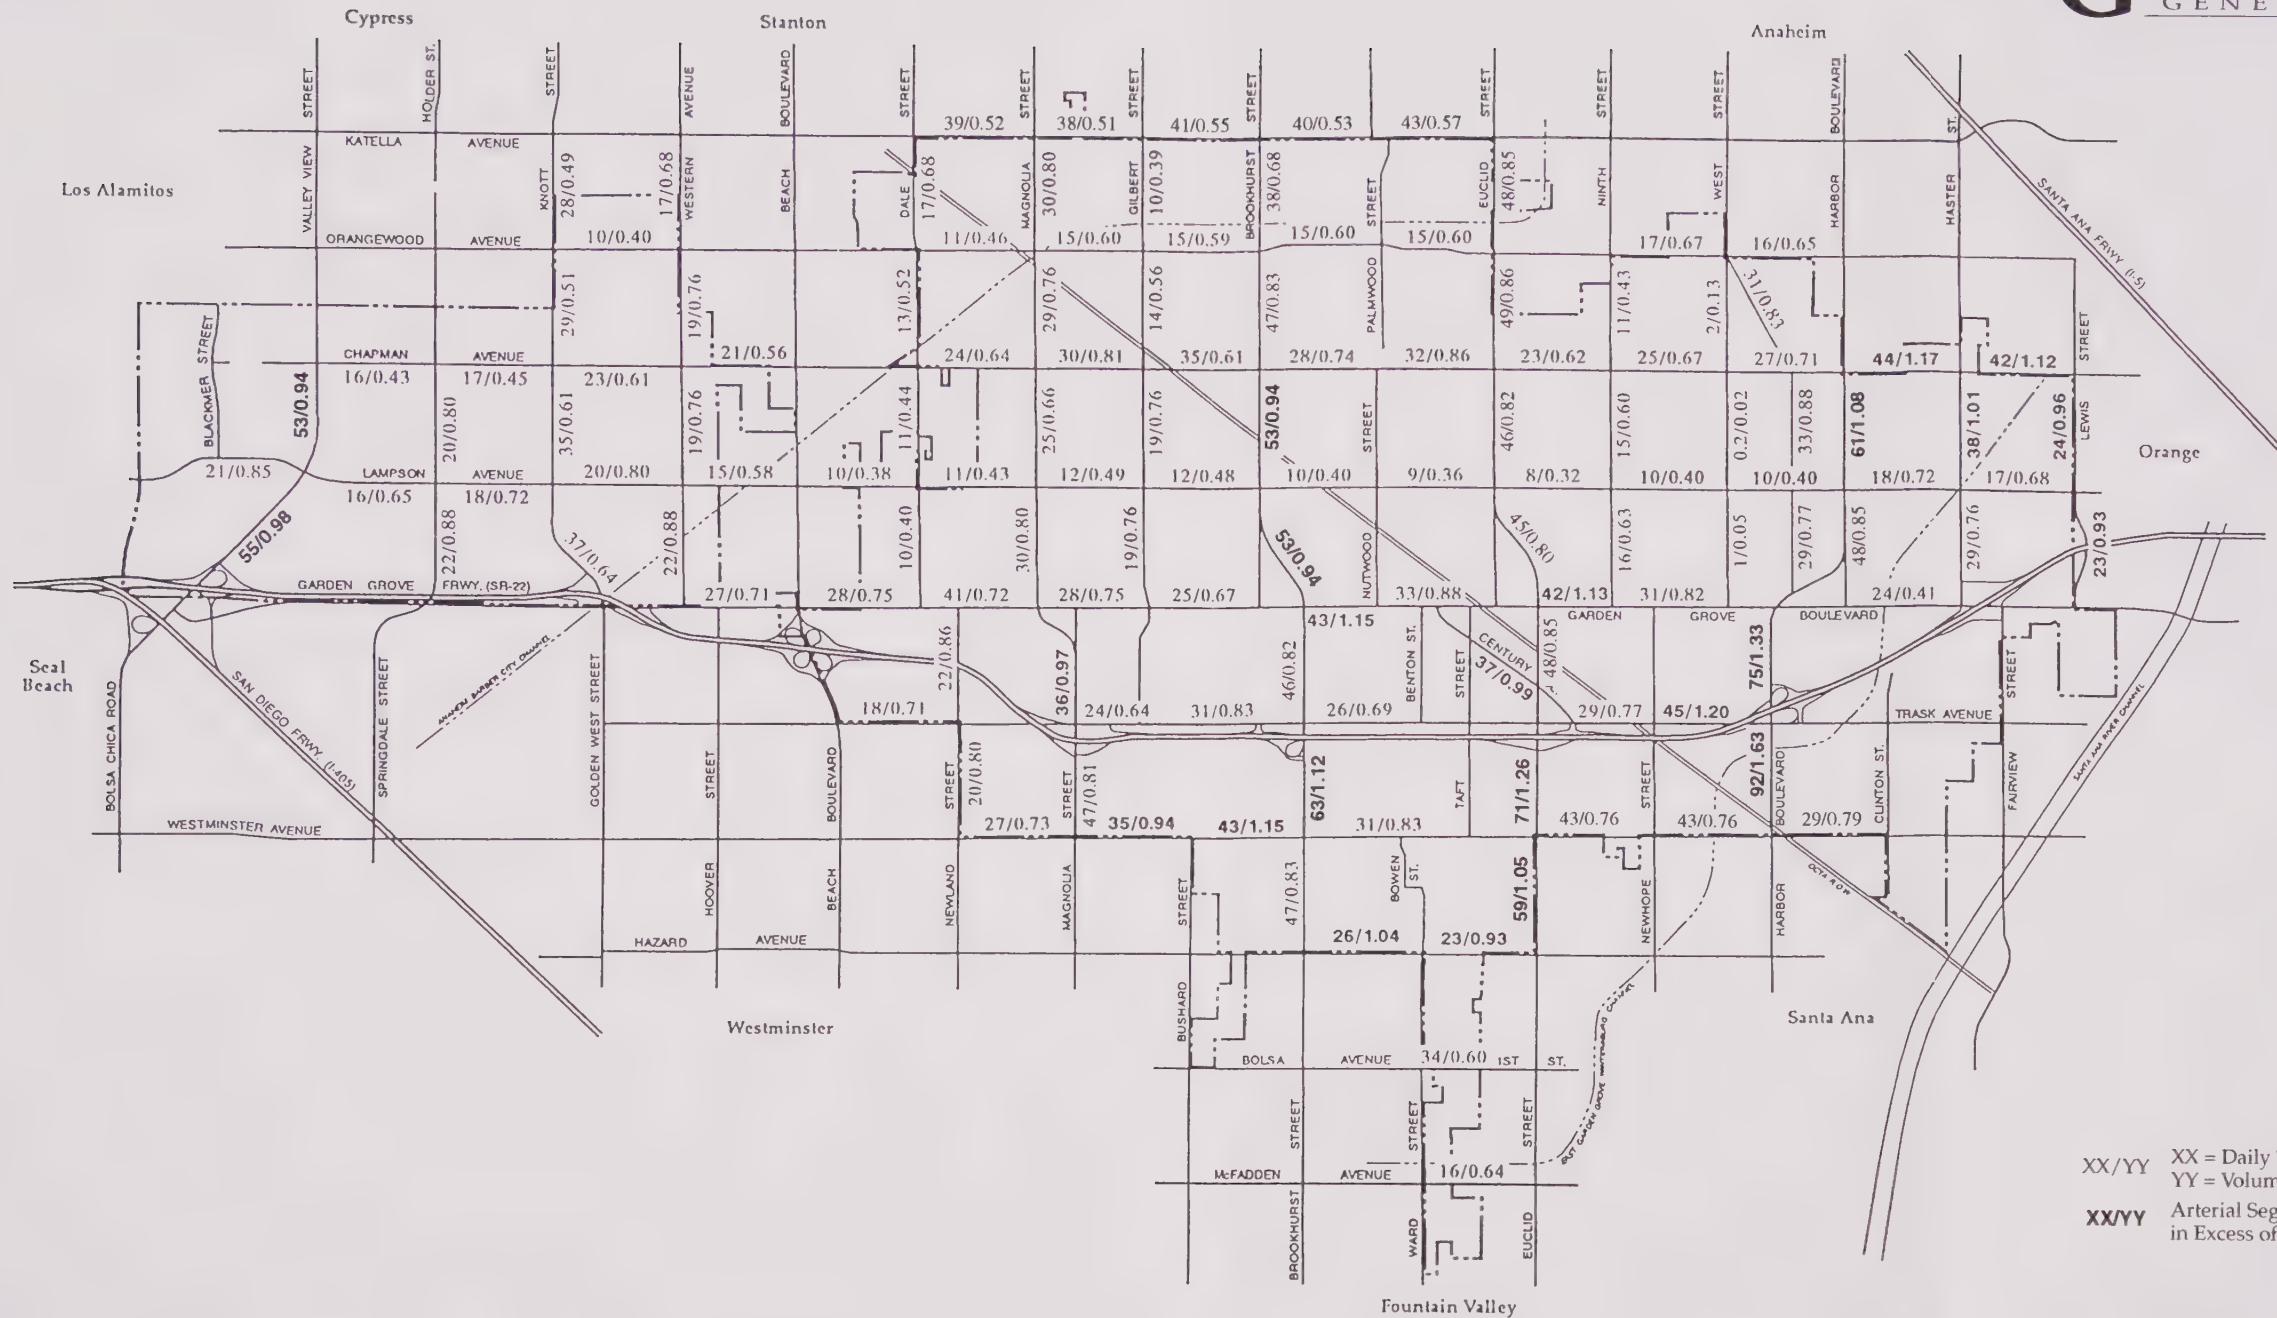 G
GENE
Cypress
Stanton
Anaheim
Los Alamitos
Orange
Seal
Beach
Westminster
Santa Ana
Fountain Valley
VALLEY VIEW STREET
HOLDER ST.
KNOTT STREET
WESTERN AVENUE
BEACH BOULEVARD
DALE STREET
MAGNOLIA STREET
GILBERT STREET
BROOKHURST STREET
PALMWOOD STREET
EUCLID STREET
NINTH STREET
WEST STREET
HARBOR BOULEVARD
HASTER ST.
SANTA ANA FRWY (I-5)
39/0.52 38/0.51 41/0.55 40/0.53 43/0.57
KATELLA AVENUE
28/0.49 17/0.68 17/0.68 30/0.80 10/0.39 38/0.68 48/0.85
ORANGEWOOD AVENUE 10/0.40 11/0.46 15/0.60 15/0.59 15/0.60 15/0.60 17/0.67 16/0.65
29/0.51 19/0.76 13/0.52 29/0.76 14/0.56 47/0.83 49/0.86 11/0.43 2/0.13 31/0.83
BLACKMER STREET
LEWIS STREET
CHAPMAN AVENUE 21/0.56 24/0.64 30/0.81 35/0.61 28/0.74 32/0.86 23/0.62 25/0.67 27/0.71 44/1.17 42/1.12
16/0.43 17/0.45 23/0.61
53/0.94 20/0.80 35/0.61 19/0.76 11/0.44 25/0.66 19/0.76 53/0.94 46/0.82 15/0.60 0.2/0.02 33/0.88 61/1.08 38/1.01 24/0.96
NUTWOOD STREET
21/0.85 LAMPSON AVENUE 20/0.80 15/0.58 10/0.38 11/0.43 12/0.49 12/0.48 10/0.40 9/0.36 8/0.32 10/0.40 10/0.40 18/0.72 17/0.68
16/0.65 18/0.72
55/0.98 22/0.88 37/0.64 22/0.88 10/0.40 30/0.80 19/0.76 53/0.94 45/0.80 16/0.63 1/0.05 29/0.77 48/0.85 29/0.76 23/0.93
GARDEN GROVE FRWY. (SR-22)
27/0.71 28/0.75 41/0.72 28/0.75 25/0.67 33/0.88 42/1.13 31/0.82 24/0.41
43/1.15 GARDEN GROVE BOULEVARD
BOLSA CHICA ROAD
SAN DIEGO FRWY. (I-405)
SPRINGDALE STREET
ANAHEIM BARBER CITY CHANNEL
GOLDEN WEST STREET
22/0.86 36/0.97 46/0.82 BENTON ST. TAFT STREET CENTURY 37/0.99 48/0.85 75/1.33
FAIRVIEW STREET
SANTA ANA RIVER CHANNEL
18/0.71 24/0.64 31/0.83 26/0.69 29/0.77 45/1.20 TRASK AVENUE
HOOVER STREET
BEACH BOULEVARD
NEWLAND STREET
MAGNOLIA STREET
20/0.80 47/0.81 63/1.12 71/1.26 92/1.63
NEWHOPE STREET
HARBOR BOULEVARD
CLINTON ST.
WESTMINSTER AVENUE 27/0.73 35/0.94 43/1.15 31/0.83 43/0.76 43/0.76 29/0.79
47/0.83 BOWEN ST. 59/1.05
OCTA R.O.W
HAZARD AVENUE 26/1.04 23/0.93
BUSHARD STREET
EAST GARDEN GROVE WINTERSBURG CHANNEL
BOLSA AVENUE 34/0.60 1ST ST.
BROOKHURST STREET
WARD STREET
EUCLID STREET
McFADDEN AVENUE 16/0.64
XX/YY XX = Daily
YY = Volum
XX/YY Arterial Seg
in Excess of